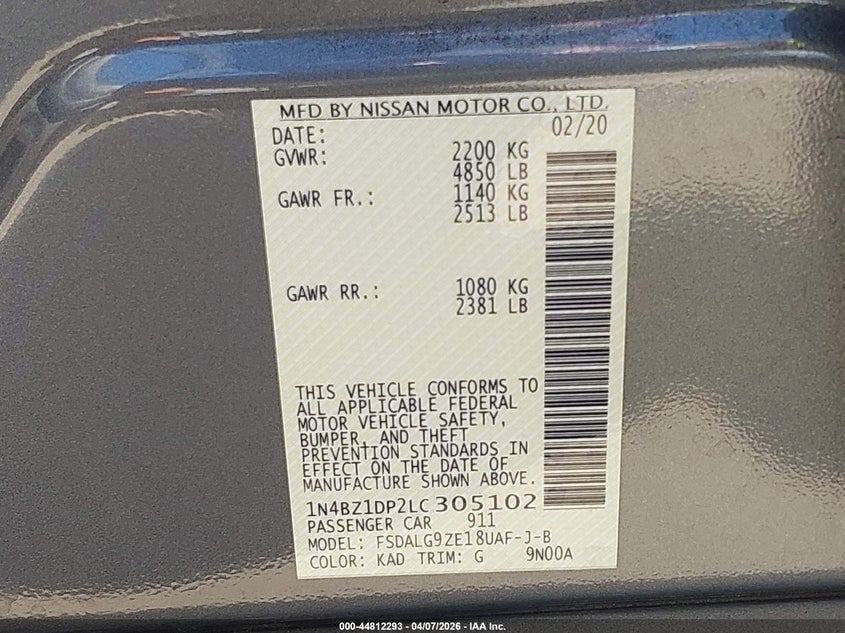 MFD BY NISSAN MOTOR CO., LTD.
DATE: 02/20
GVWR: 2200 KG
4850 LB
GAWR FR.: 1140 KG
2513 LB
GAWR RR.: 1080 KG
2381 LB
THIS VEHICLE CONFORMS TO
ALL APPLICABLE FEDERAL
MOTOR VEHICLE SAFETY,
BUMPER, AND THEFT
PREVENTION STANDARDS IN
EFFECT ON THE DATE OF
MANUFACTURE SHOWN ABOVE.
1N4BZ1DP2LC305102
PASSENGER CAR 911
MODEL: FSDALG9ZE18UAF-J-B
COLOR: KAD TRIM: G 9N00A
000-44812293 - 04/07/2026 - IAA Inc.